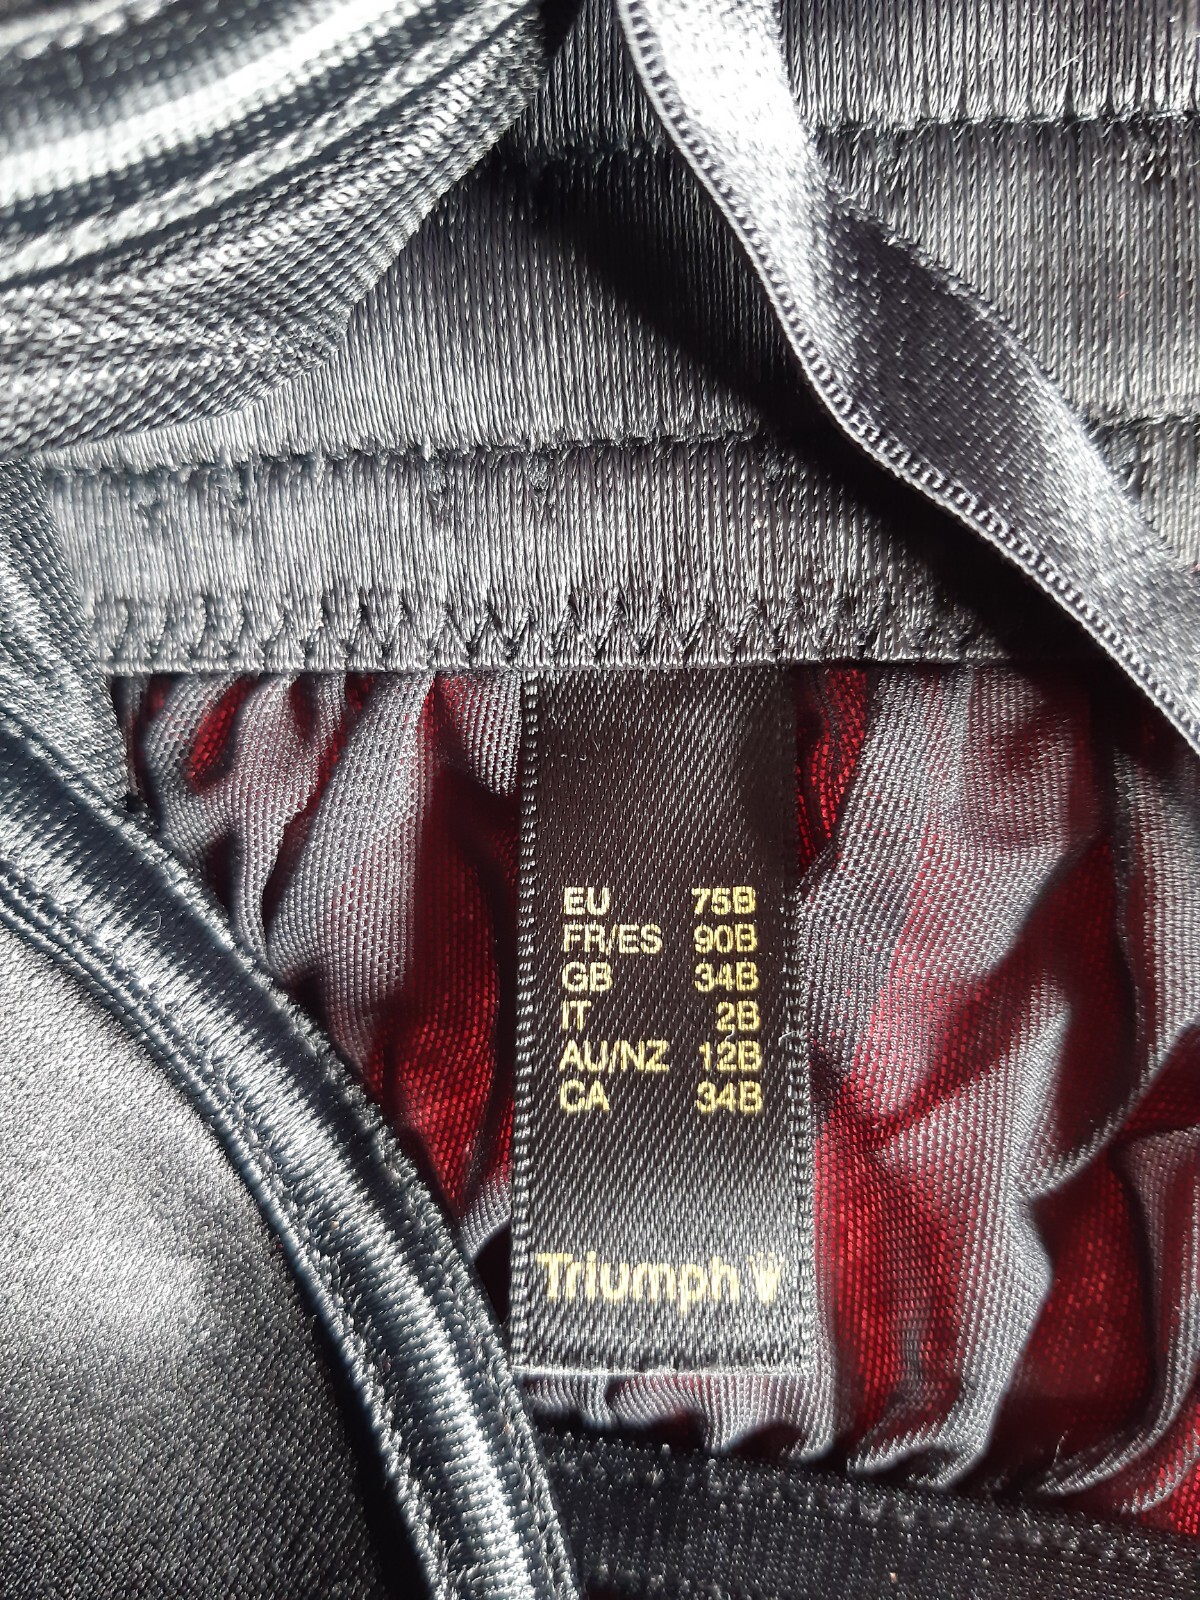 EU 75B
FR/ES 90B
GB 34B
IT 2B
AU/NZ 12B
CA 34B
Triumph